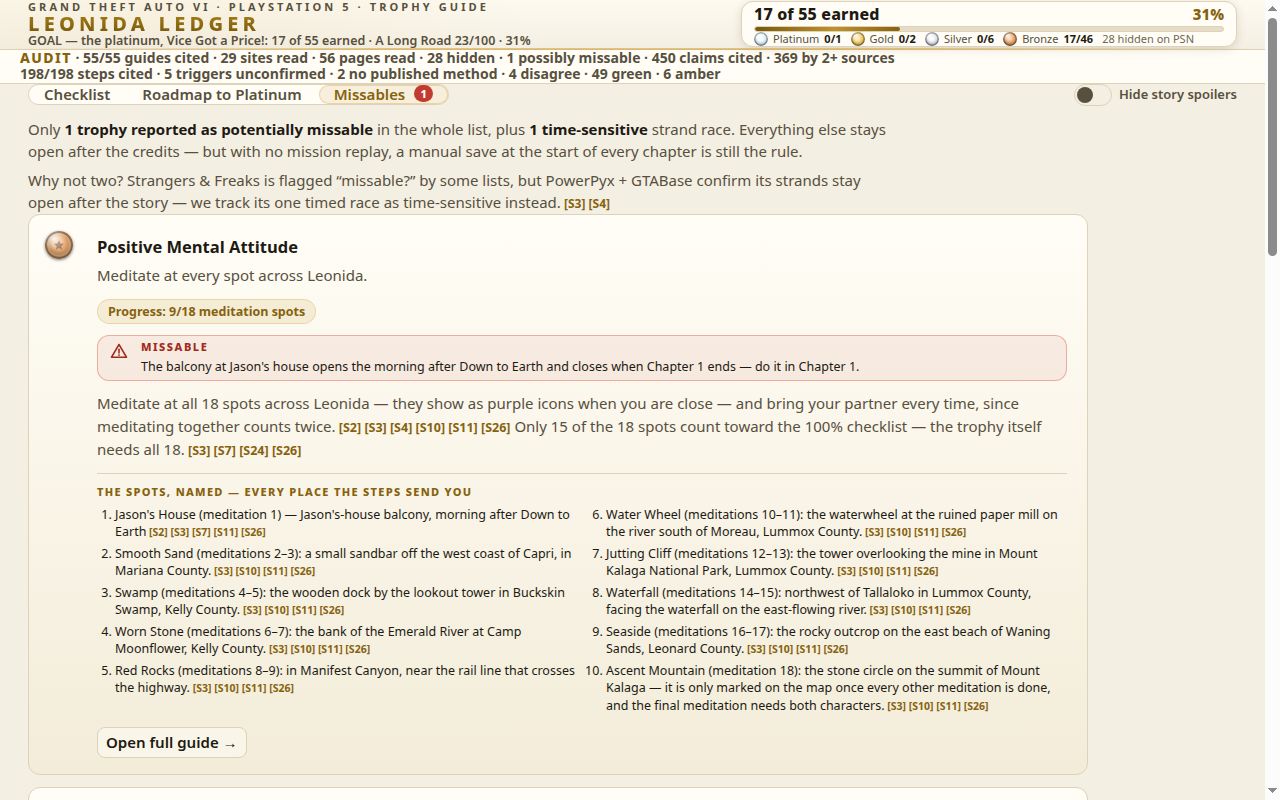 GRAND THEFT AUTO VI · PLAYSTATION 5 · TROPHY GUIDE
LEONIDA LEDGER
GOAL — the platinum, Vice Got a Price!: 17 of 55 earned · A Long Road 23/100 · 31%
17 of 55 earned
31%
Platinum 0/1 Gold 0/2 Silver 0/6 Bronze 17/46 28 hidden on PSN
AUDIT · 55/55 guides cited · 29 sites read · 56 pages read · 28 hidden · 1 possibly missable · 450 claims cited · 369 by 2+ sources
198/198 steps cited · 5 triggers unconfirmed · 2 no published method · 4 disagree · 49 green · 6 amber
Checklist
Roadmap to Platinum
Missables 1
Hide story spoilers
Only 1 trophy reported as potentially missable in the whole list, plus 1 time-sensitive strand race. Everything else stays
open after the credits — but with no mission replay, a manual save at the start of every chapter is still the rule.
Why not two? Strangers & Freaks is flagged “missable?” by some lists, but PowerPyx + GTABase confirm its strands stay
open after the story — we track its one timed race as time-sensitive instead. [S3] [S4]
Positive Mental Attitude
Meditate at every spot across Leonida.
Progress: 9/18 meditation spots
MISSABLE
The balcony at Jason's house opens the morning after Down to Earth and closes when Chapter 1 ends — do it in Chapter 1.
Meditate at all 18 spots across Leonida — they show as purple icons when you are close — and bring your partner every time, since
meditating together counts twice. [S2] [S3] [S4] [S10] [S11] [S26] Only 15 of the 18 spots count toward the 100% checklist — the trophy itself
needs all 18. [S3] [S7] [S24] [S26]
THE SPOTS, NAMED — EVERY PLACE THE STEPS SEND YOU
1. Jason's House (meditation 1) — Jason's-house balcony, morning after Down to
Earth [S2] [S3] [S7] [S11] [S26]
2. Smooth Sand (meditations 2–3): a small sandbar off the west coast of Capri, in
Mariana County. [S3] [S10] [S11] [S26]
3. Swamp (meditations 4–5): the wooden dock by the lookout tower in Buckskin
Swamp, Kelly County. [S3] [S10] [S11] [S26]
4. Worn Stone (meditations 6–7): the bank of the Emerald River at Camp
Moonflower, Kelly County. [S3] [S10] [S11] [S26]
5. Red Rocks (meditations 8–9): in Manifest Canyon, near the rail line that crosses
the highway. [S3] [S10] [S11] [S26]
6. Water Wheel (meditations 10–11): the waterwheel at the ruined paper mill on
the river south of Moreau, Lummox County. [S3] [S10] [S11] [S26]
7. Jutting Cliff (meditations 12–13): the tower overlooking the mine in Mount
Kalaga National Park, Lummox County. [S3] [S10] [S11] [S26]
8. Waterfall (meditations 14–15): northwest of Tallaloko in Lummox County,
facing the waterfall on the east-flowing river. [S3] [S10] [S11] [S26]
9. Seaside (meditations 16–17): the rocky outcrop on the east beach of Waning
Sands, Leonard County. [S3] [S10] [S11] [S26]
10. Ascent Mountain (meditation 18): the stone circle on the summit of Mount
Kalaga — it is only marked on the map once every other meditation is done,
and the final meditation needs both characters. [S3] [S10] [S11] [S26]
Open full guide →